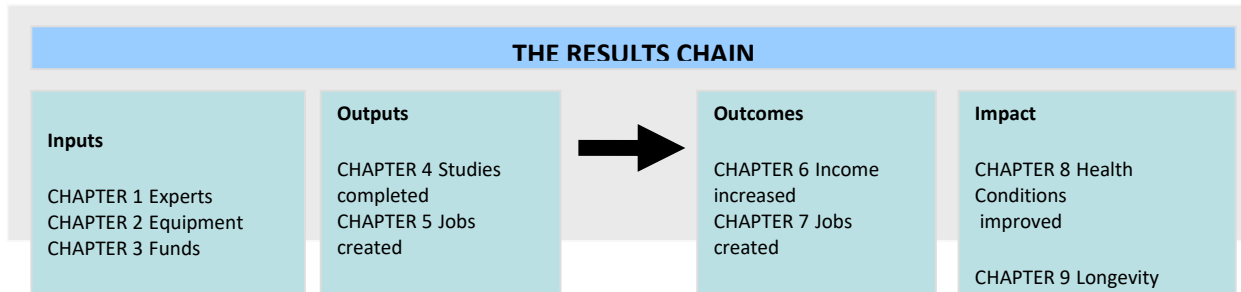 THE RESULTS CHAIN
Inputs
CHAPTER 1 Experts
CHAPTER 2 Equipment
CHAPTER 3 Funds
Outputs
CHAPTER 4 Studies
completed
CHAPTER 5 Jobs
created
Outcomes
CHAPTER 6 Income
increased
CHAPTER 7 Jobs
created
Impact
CHAPTER 8 Health
Conditions
improved
CHAPTER 9 Longevity